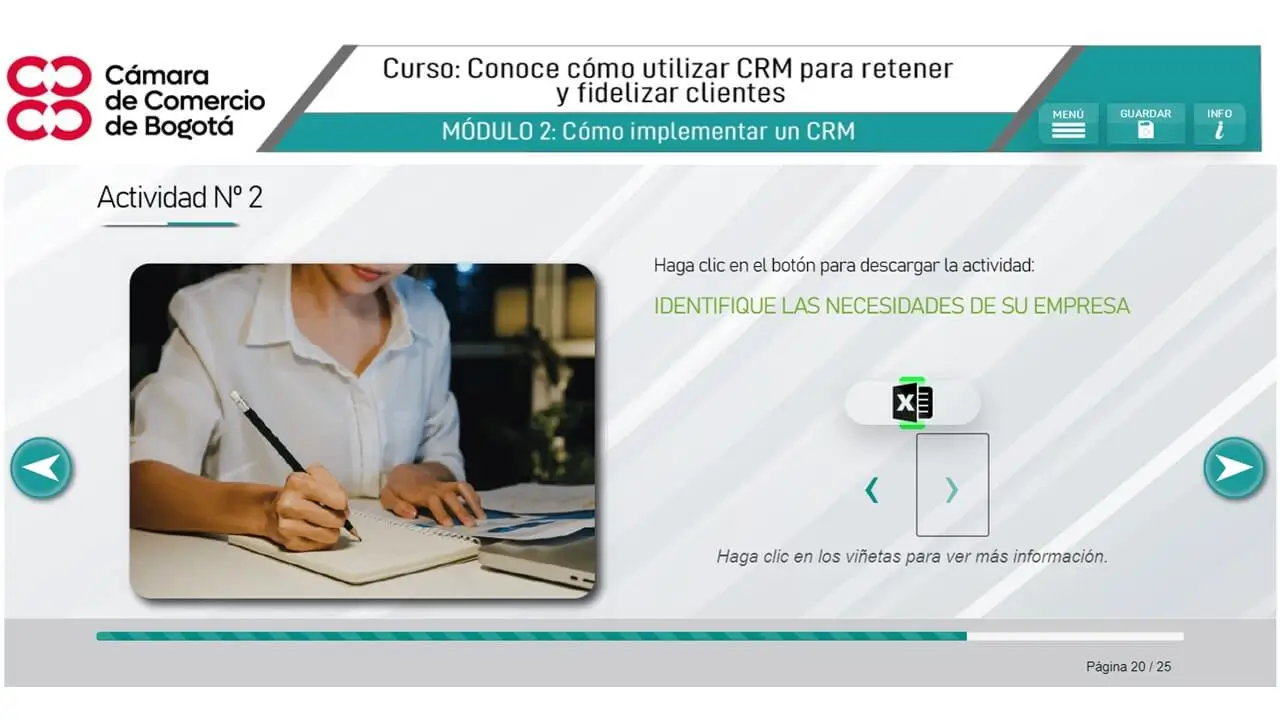 Cámara
de Comercio
de Bogotá
Curso: Conoce cómo utilizar CRM para retener
y fidelizar clientes
MÓDULO 2: Cómo implementar un CRM
MENÚ
GUARDAR
INFO
i
Actividad Nº 2
Haga clic en el botón para descargar la actividad:
IDENTIFIQUE LAS NECESIDADES DE SU EMPRESA
X
Haga clic en los viñetas para ver más información.
Página 20 / 25